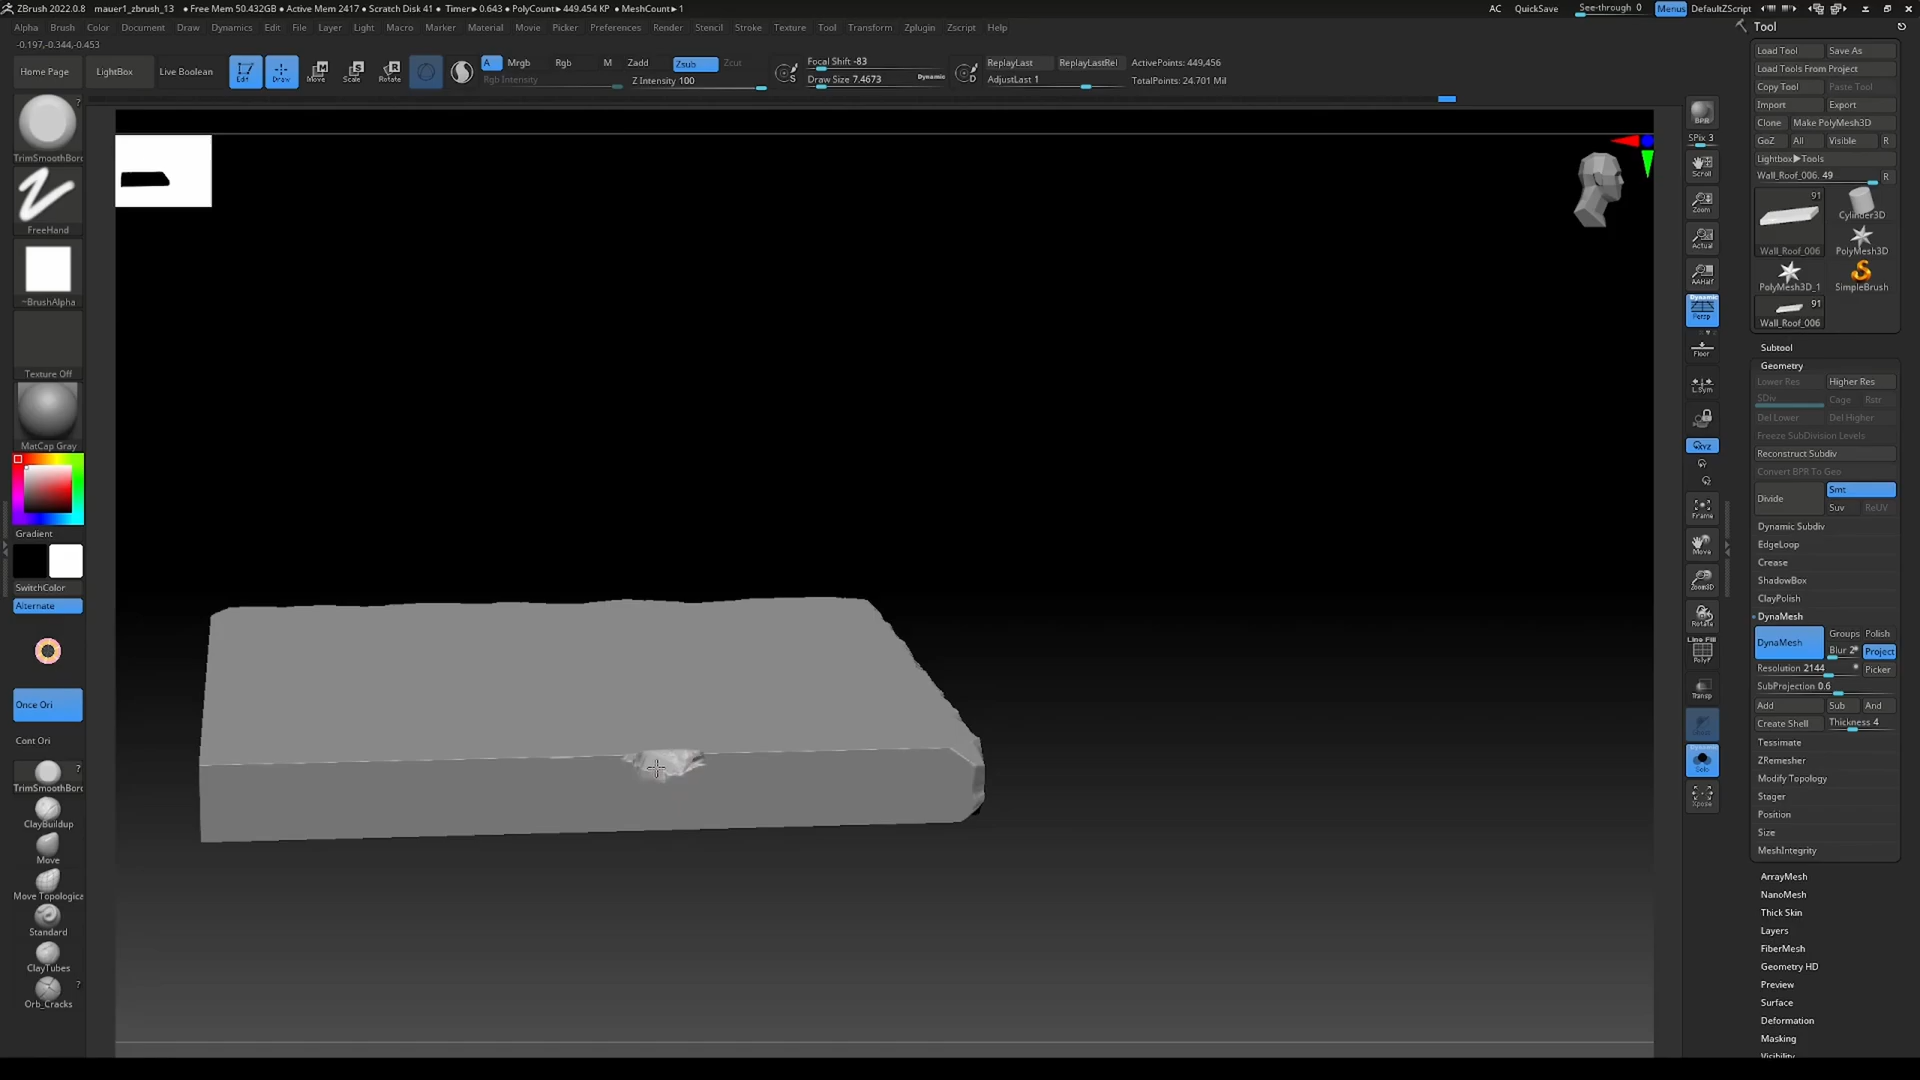 ZBrush 2022.0.8 mauer1_zbrush_13 • Free Mem 50.432GB • Active Mem 2417 • Scratch Disk 41 • Timer▸0.643 • PolyCount▸449.454 KP • MeshCount▸1 AC QuickSave See-through 0 Menus DefaultZScript
Alpha Brush Color Document Draw Dynamics Edit File Layer Light Macro Marker Material Movie Picker Preferences Render Stencil Stroke Texture Tool Transform Zplugin Zscript Help
-0.197,-0.344,-0.453
Home Page LightBox Live Boolean Edit Draw Move Scale Rotate
A Mrgb Rgb M Zadd Zsub Zcut
Rgb Intensity Z Intensity 100
Focal Shift -83
Draw Size 7.4673 Dynamic
S D
ReplayLast ReplayLastRel ActivePoints: 449,456
AdjustLast 1 TotalPoints: 24.701 Mil
TrimSmoothBord
FreeHand
~BrushAlpha
Texture Off
MatCap Gray
Gradient
SwitchColor
Alternate
Once Ori
Cont Ori
TrimSmoothBord
ClayBuildup
Move
Move Topologica
Standard
ClayTubes
Orb_Cracks
BPR
SPix 3
Scroll
Zoom
Actual
AAHalf
Dynamic
Persp
Floor
L.Sym
XYZ
Frame
Move
Zoom3D
Rotate
Line Fill
PolyF
Transp
Dynamic
Solo
Xpose
Tool
Load Tool Save As
Load Tools From Project
Copy Tool Paste Tool
Import Export
Clone Make PolyMesh3D
GoZ All Visible R
Lightbox▸Tools
Wall_Roof_006. 49 R
91
Cylinder3D
Wall_Roof_006 PolyMesh3D
PolyMesh3D_1 SimpleBrush
91
Wall_Roof_006
Subtool
Geometry
Lower Res Higher Res
SDiv Cage Rstr
Del Lower Del Higher
Freeze SubDivision Levels
Reconstruct Subdiv
Convert BPR To Geo
Divide Smt
Suv ReUV
Dynamic Subdiv
EdgeLoop
Crease
ShadowBox
ClayPolish
DynaMesh
DynaMesh Groups Polish
Blur 2 Project
Resolution 2144 Picker
SubProjection 0.6
Add Sub And
Create Shell Thickness 4
Tessimate
ZRemesher
Modify Topology
Stager
Position
Size
MeshIntegrity
ArrayMesh
NanoMesh
Thick Skin
Layers
FiberMesh
Geometry HD
Preview
Surface
Deformation
Masking
Visibility